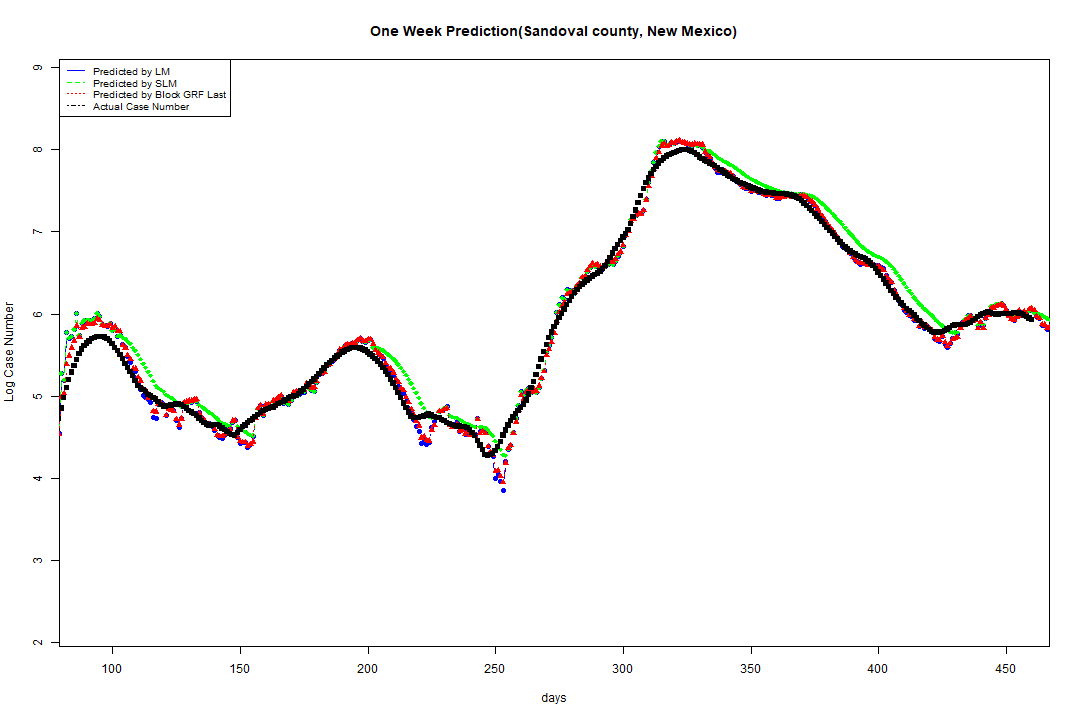 One Week Prediction(Sandoval county, New Mexico)
Predicted by LM
Predicted by SLM
Predicted by Block GRF Last
Actual Case Number
9
8
7
6
5
4
3
2
Log Case Number
100 150 200 250 300 350 400 450
days